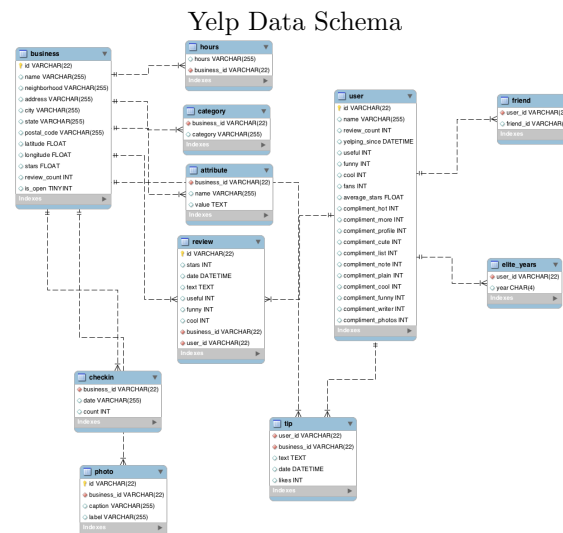 Yelp Data Schema
business
id VARCHAR(22)
name VARCHAR(255)
neighborhood VARCHAR(255)
address VARCHAR(255)
city VARCHAR(255)
state VARCHAR(255)
postal_code VARCHAR(255)
latitude FLOAT
longitude FLOAT
stars FLOAT
review_count INT
is_open TINYINT
Indexes
hours
hours VARCHAR(255)
business_id VARCHAR(22)
Indexes
category
business_id VARCHAR(22)
category VARCHAR(255)
Indexes
attribute
business_id VARCHAR(22)
name VARCHAR(255)
value TEXT
Indexes
review
id VARCHAR(22)
stars INT
date DATETIME
text TEXT
useful INT
funny INT
cool INT
business_id VARCHAR(22)
user_id VARCHAR(22)
Indexes
user
id VARCHAR(22)
name VARCHAR(255)
review_count INT
yelping_since DATETIME
useful INT
funny INT
cool INT
fans INT
average_stars FLOAT
compliment_hot INT
compliment_more INT
compliment_profile INT
compliment_cute INT
compliment_list INT
compliment_note INT
compliment_plain INT
compliment_cool INT
compliment_funny INT
compliment_writer INT
compliment_photos INT
Indexes
friend
user_id VARCHAR(2
friend_id VARCHAR(
Indexes
elite_years
user_id VARCHAR(22)
year CHAR(4)
Indexes
checkin
business_id VARCHAR(22)
date VARCHAR(255)
count INT
Indexes
photo
id VARCHAR(22)
business_id VARCHAR(22)
caption VARCHAR(255)
label VARCHAR(255)
Indexes
tip
user_id VARCHAR(22)
business_id VARCHAR(22)
text TEXT
date DATETIME
likes INT
Indexes